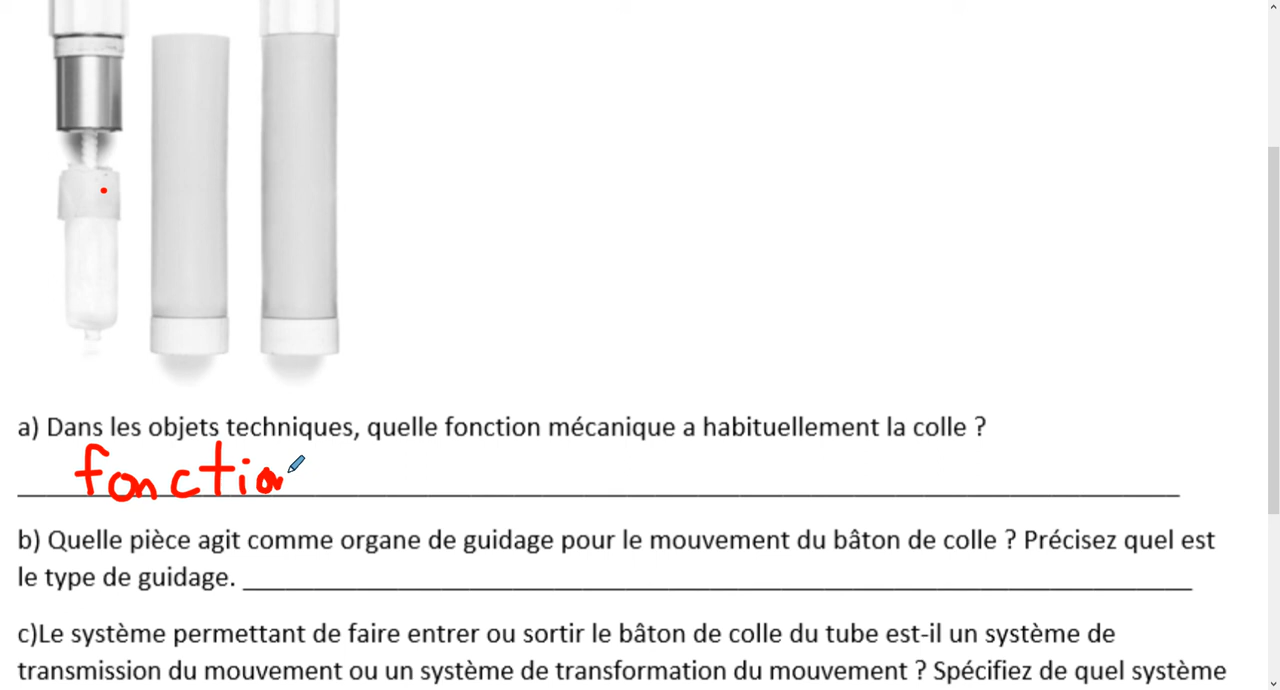 a) Dans les objets techniques, quelle fonction mécanique a habituellement la colle ?
fonction
b) Quelle pièce agit comme organe de guidage pour le mouvement du bâton de colle ? Précisez quel est
le type de guidage.
c)Le système permettant de faire entrer ou sortir le bâton de colle du tube est-il un système de
transmission du mouvement ou un système de transformation du mouvement ? Spécifiez de quel système